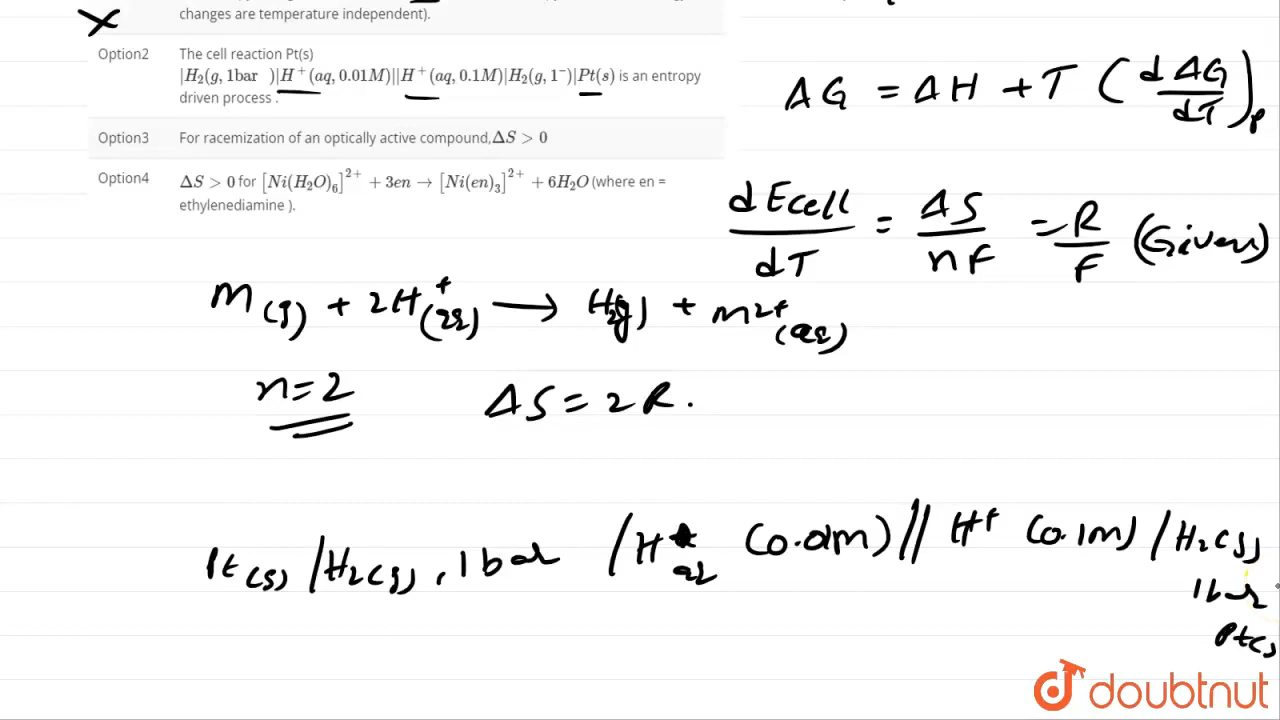 changes are temperature independent).
Option2 The cell reaction Pt(s)
|H₂(g, 1bar )|H⁺(aq, 0.01M)||H⁺(aq, 0.1M)|H₂(g, 1⁻)|Pt(s) is an entropy
driven process .
Option3 For racemization of an optically active compound,ΔS > 0
Option4 ΔS > 0 for [Ni(H₂O)₆]²⁺ + 3en → [Ni(en)₃]²⁺ + 6H₂O (where en =
ethylenediamine ).
ΔG = ΔH + T (dΔG/dT)p
dEcell/dT = ΔS/nF = R/F (Given)
M(s) + 2H⁺(aq) → H₂(g) + M²⁺(aq)
n=2 ΔS = 2R.
Pt(s) /H₂(g), 1bar /H⁺aq (0.01M) // H⁺ (0.1M) / H₂(g)
1bar
Pt(s)
doubtnut